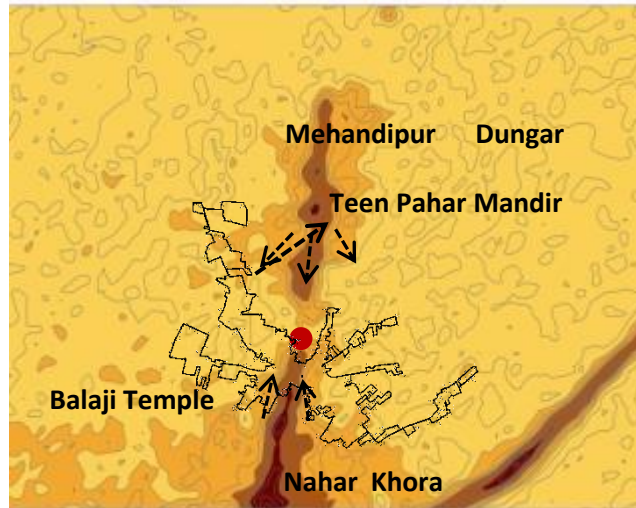 Mehandipur Dungar
Teen Pahar Mandir
Balaji Temple
Nahar Khora